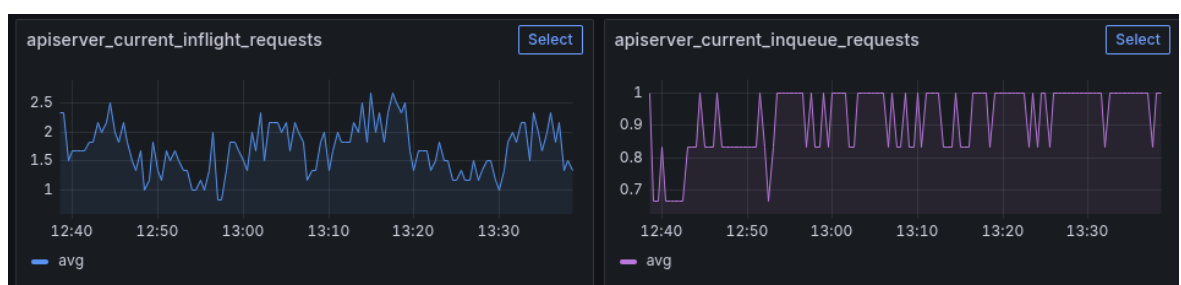 apiserver_current_inflight_requests
Select
2.5
2
1.5
1
12:40 12:50 13:00 13:10 13:20 13:30
avg
apiserver_current_inqueue_requests
Select
1
0.9
0.8
0.7
12:40 12:50 13:00 13:10 13:20 13:30
avg